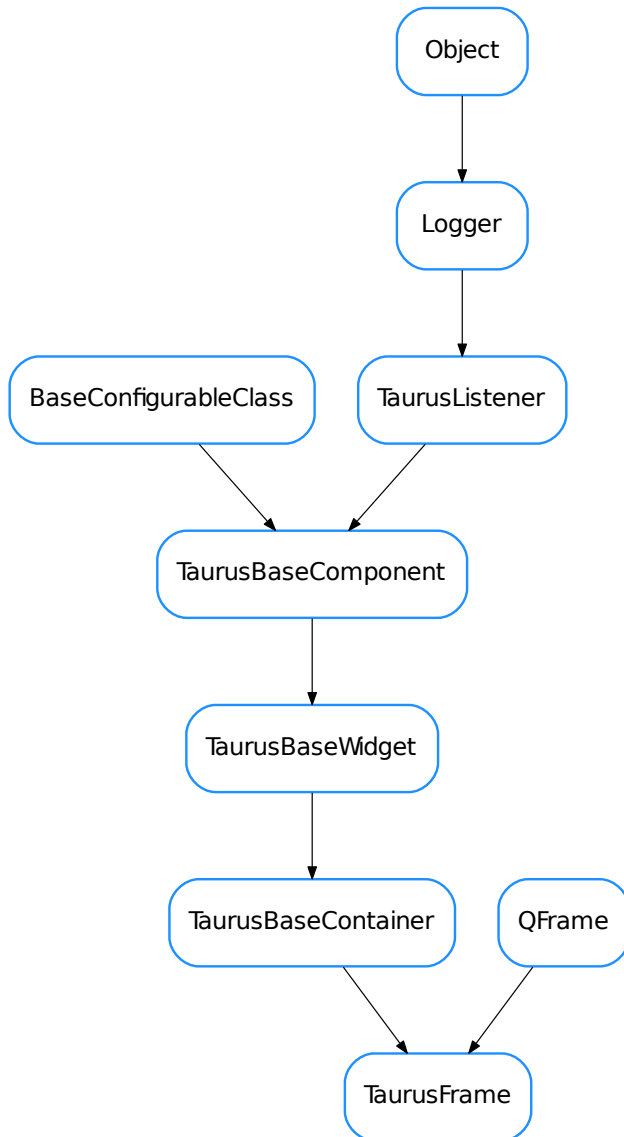 Object
Logger
BaseConfigurableClass
TaurusListener
TaurusBaseComponent
TaurusBaseWidget
TaurusBaseContainer
QFrame
TaurusFrame